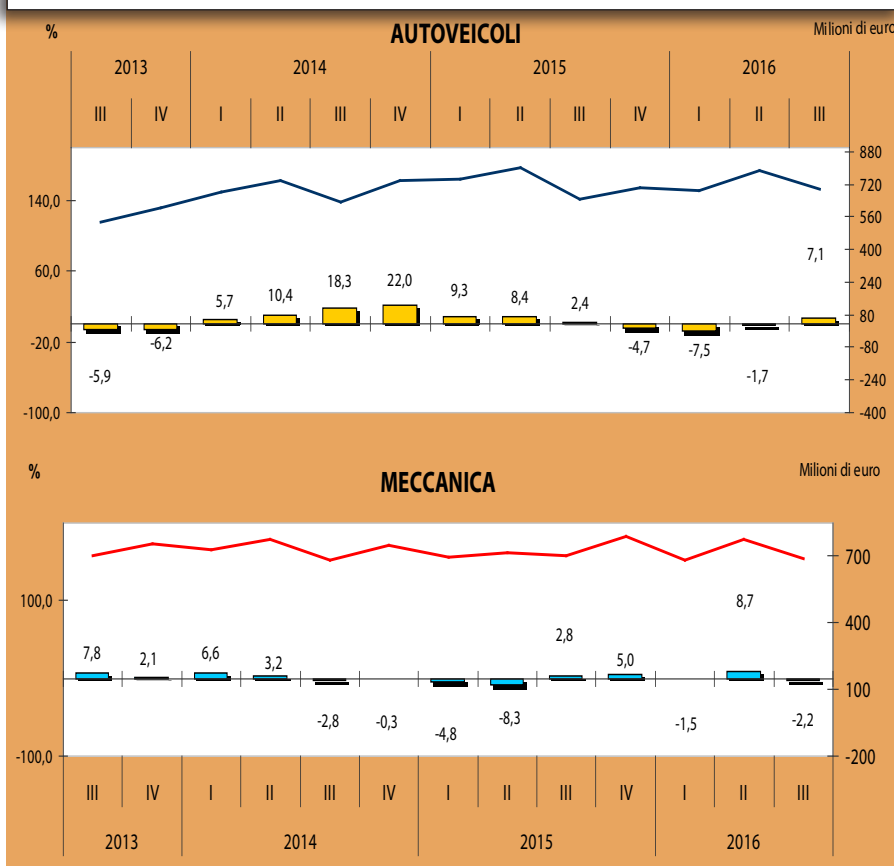 % AUTOVEICOLI Milioni di euro
2013 2014 2015 2016
III IV I II III IV I II III IV I II III
880
720
140,0 560
400
7,1
60,0 240
5,7 10,4 18,3 22,0 9,3 8,4 2,4 80
-20,0 -6,2 -4,7 -7,5 -80
-5,9 -1,7 -240
-100,0 -400
% MECCANICA Milioni di euro
700
100,0 8,7
400
7,8 2,1 6,6 3,2 2,8 5,0
100
-2,8 -0,3 -4,8 -8,3 -1,5 -2,2
-100,0 -200
III IV I II III IV I II III IV I II III
2013 2014 2015 2016